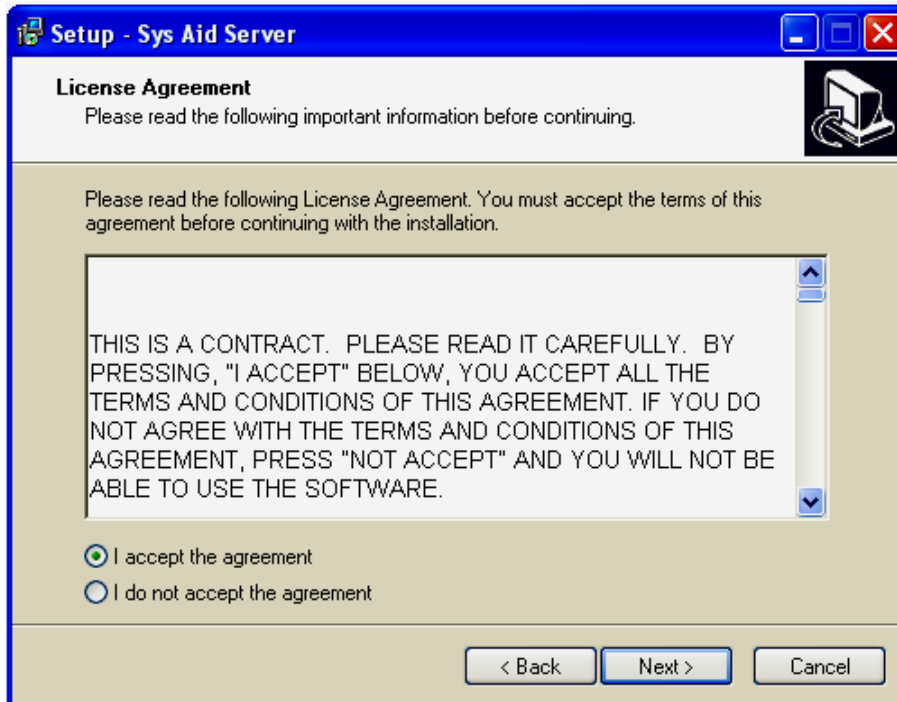 Setup - Sys Aid Server
License Agreement
Please read the following important information before continuing.
Please read the following License Agreement. You must accept the terms of this
agreement before continuing with the installation.
THIS IS A CONTRACT.  PLEASE READ IT CAREFULLY.  BY
PRESSING, "I ACCEPT" BELOW, YOU ACCEPT ALL THE
TERMS AND CONDITIONS OF THIS AGREEMENT. IF YOU DO
NOT AGREE WITH THE TERMS AND CONDITIONS OF THIS
AGREEMENT, PRESS "NOT ACCEPT" AND YOU WILL NOT BE
ABLE TO USE THE SOFTWARE.
I accept the agreement
I do not accept the agreement
< Back Next > Cancel